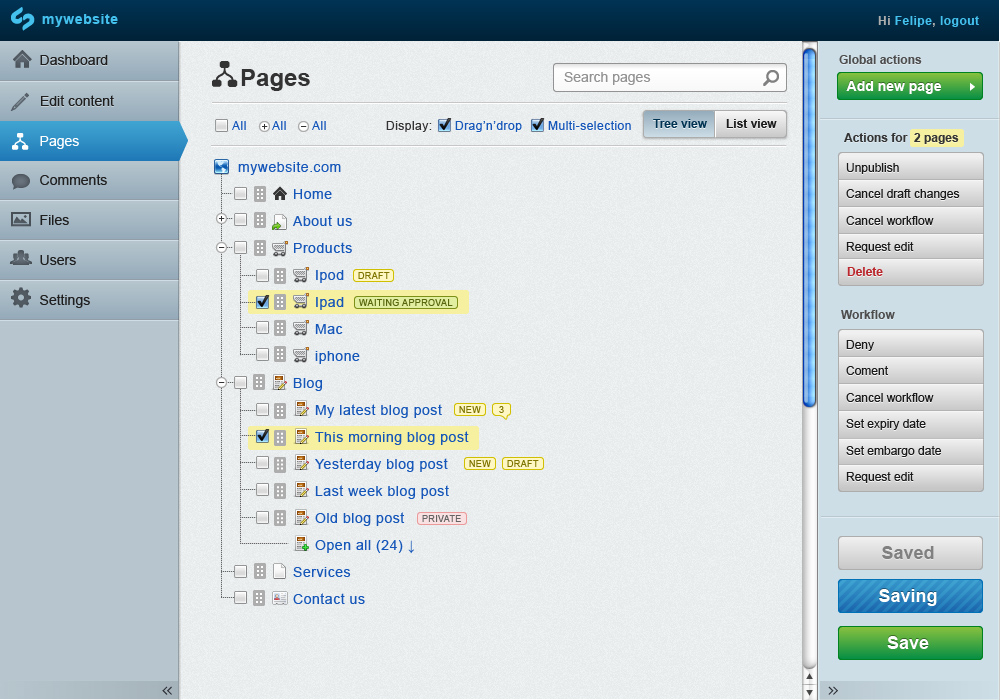 mywebsite
Hi Felipe, logout
Dashboard
Edit content
Pages
Comments
Files
Users
Settings
Pages
Search pages
All All All
Display: Drag'n'drop Multi-selection
Tree view List view
mywebsite.com
Home
About us
Products
Ipod DRAFT
Ipad WAITING APPROVAL
Mac
iphone
Blog
My latest blog post NEW 3
This morning blog post
Yesterday blog post NEW DRAFT
Last week blog post
Old blog post PRIVATE
Open all (24) ↓
Services
Contact us
Global actions
Add new page
Actions for 2 pages
Unpublish
Cancel draft changes
Cancel workflow
Request edit
Delete
Workflow
Deny
Coment
Cancel workflow
Set expiry date
Set embargo date
Request edit
Saved
Saving
Save
«
»